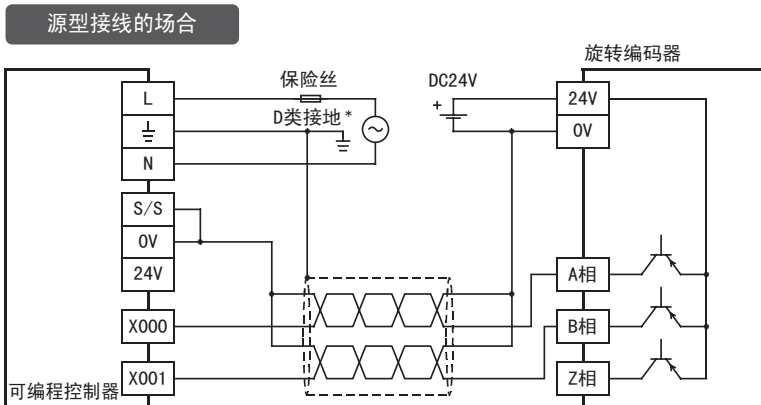 源型接线的场合
旋转编码器
保险丝
DC24V
L
24V
D类接地*
+
0V
N
S/S
0V
24V
A相
X000
B相
X001
Z相
可编程控制器